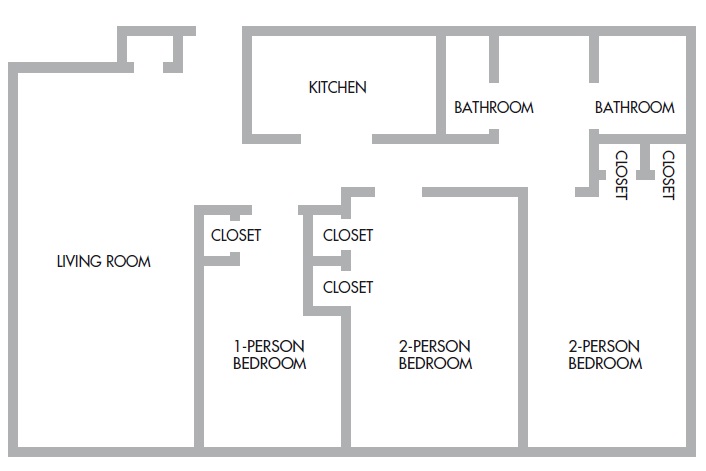 KITCHEN
BATHROOM
BATHROOM
CLOSET
CLOSET
CLOSET
CLOSET
LIVING ROOM
CLOSET
1-PERSON
BEDROOM
2-PERSON
BEDROOM
2-PERSON
BEDROOM